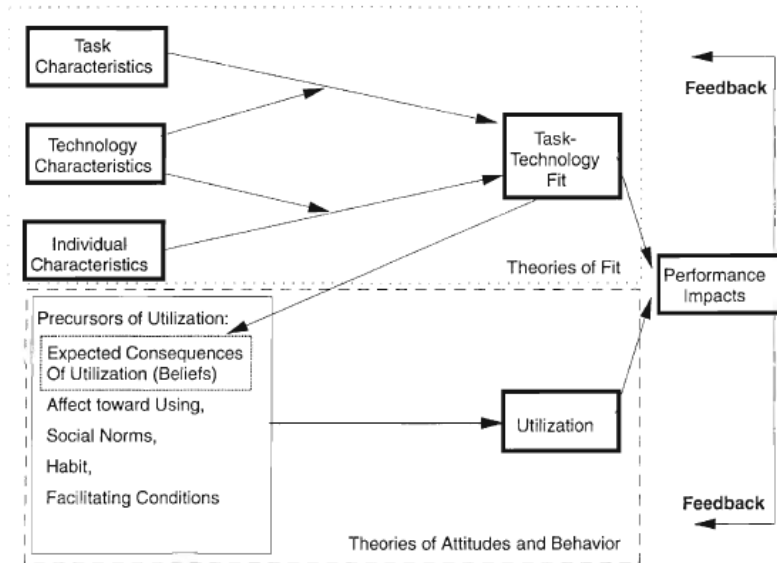 Task
Characteristics
Feedback
Technology
Characteristics
Task-
Technology
Fit
Individual
Characteristics
Theories of Fit
Performance
Impacts
Precursors of Utilization:
Expected Consequences
Of Utilization (Beliefs)
Affect toward Using,
Social Norms,
Habit,
Facilitating Conditions
Utilization
Feedback
Theories of Attitudes and Behavior